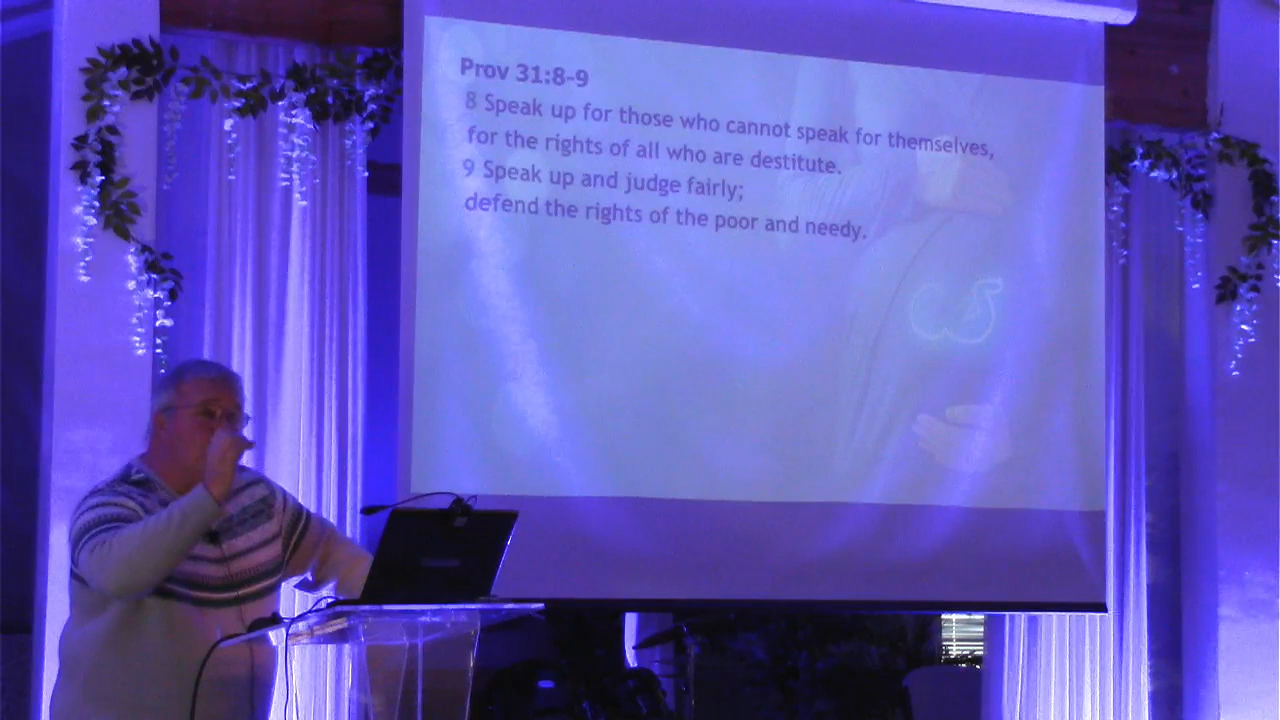 Prov 31:8-9
8 Speak up for those who cannot speak for themselves,
for the rights of all who are destitute.
9 Speak up and judge fairly;
defend the rights of the poor and needy.